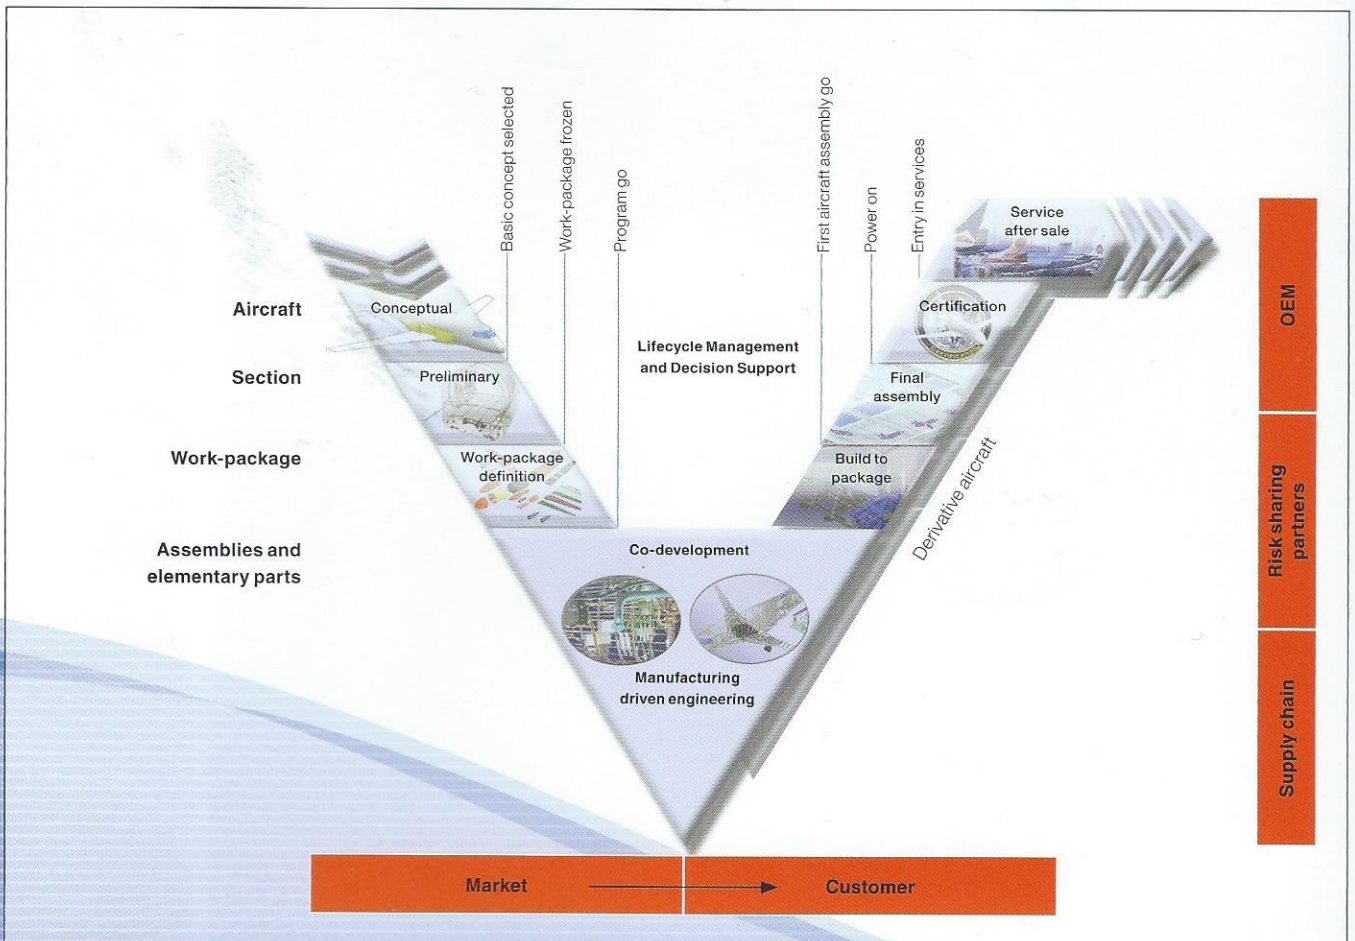 Basic concept selected
Work-package frozen
Program go
First aircraft assembly go
Power on
Entry in services
Service
after sale
Aircraft
Conceptual
Certification
OEM
Lifecycle Management
and Decision Support
Section
Preliminary
Final
assembly
Work-package
Work-package
definition
Build to
package
Derivative aircraft
Risk sharing
partners
Assemblies and
elementary parts
Co-development
Manufacturing
driven engineering
Supply chain
Market
Customer